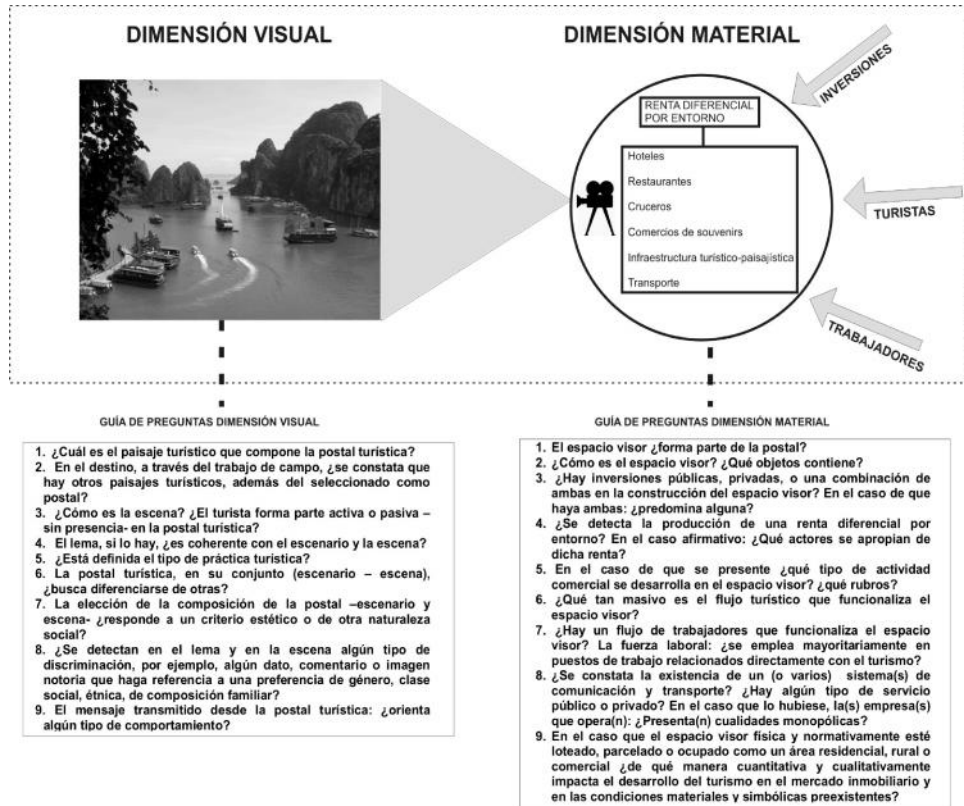 DIMENSIÓN VISUAL
DIMENSIÓN MATERIAL
INVERSIONES
RENTA DIFERENCIAL
POR ENTORNO
Hoteles
Restaurantes
Cruceros
Comercios de souvenirs
Infraestructura turístico-paisajística
Transporte
TURISTAS
TRABAJADORES
GUÍA DE PREGUNTAS DIMENSIÓN VISUAL
1. ¿Cuál es el paisaje turístico que compone la postal turística?
2. En el destino, a través del trabajo de campo, ¿se constata que
hay otros paisajes turísticos, además del seleccionado como
postal?
3. ¿Cómo es la escena? ¿El turista forma parte activa o pasiva –
sin presencia- en la postal turística?
4. El lema, si lo hay, ¿es coherente con el escenario y la escena?
5. ¿Está definida el tipo de práctica turística?
6. La postal turística, en su conjunto (escenario – escena),
¿busca diferenciarse de otras?
7. La elección de la composición de la postal –escenario y
escena- ¿responde a un criterio estético o de otra naturaleza
social?
8. ¿Se detectan en el lema y en la escena algún tipo de
discriminación, por ejemplo, algún dato, comentario o imagen
notoria que haga referencia a una preferencia de género, clase
social, étnica, de composición familiar?
9. El mensaje transmitido desde la postal turística: ¿orienta
algún tipo de comportamiento?
GUÍA DE PREGUNTAS DIMENSIÓN MATERIAL
1. El espacio visor ¿forma parte de la postal?
2. ¿Cómo es el espacio visor? ¿Qué objetos contiene?
3. ¿Hay inversiones públicas, privadas, o una combinación de
ambas en la construcción del espacio visor? En el caso de que
haya ambas: ¿predomina alguna?
4. ¿Se detecta la producción de una renta diferencial por
entorno? En el caso afirmativo: ¿Qué actores se apropian de
dicha renta?
5. En el caso de que se presente ¿qué tipo de actividad
comercial se desarrolla en el espacio visor? ¿qué rubros?
6. ¿Qué tan masivo es el flujo turístico que funcionaliza el
espacio visor?
7. ¿Hay un flujo de trabajadores que funcionaliza el espacio
visor? La fuerza laboral: ¿se emplea mayoritariamente en
puestos de trabajo relacionados directamente con el turismo?
8. ¿Se constata la existencia de un (o varios) sistema(s) de
comunicación y transporte? ¿Hay algún tipo de servicio
público o privado? En el caso que lo hubiese, la(s) empresa(s)
que opera(n): ¿Presenta(n) cualidades monopólicas?
9. En el caso que el espacio visor física y normativamente esté
loteado, parcelado o ocupado como un área residencial, rural o
comercial ¿de qué manera cuantitativa y cualitativamente
impacta el desarrollo del turismo en el mercado inmobiliario y
en las condiciones materiales y simbólicas preexistentes?